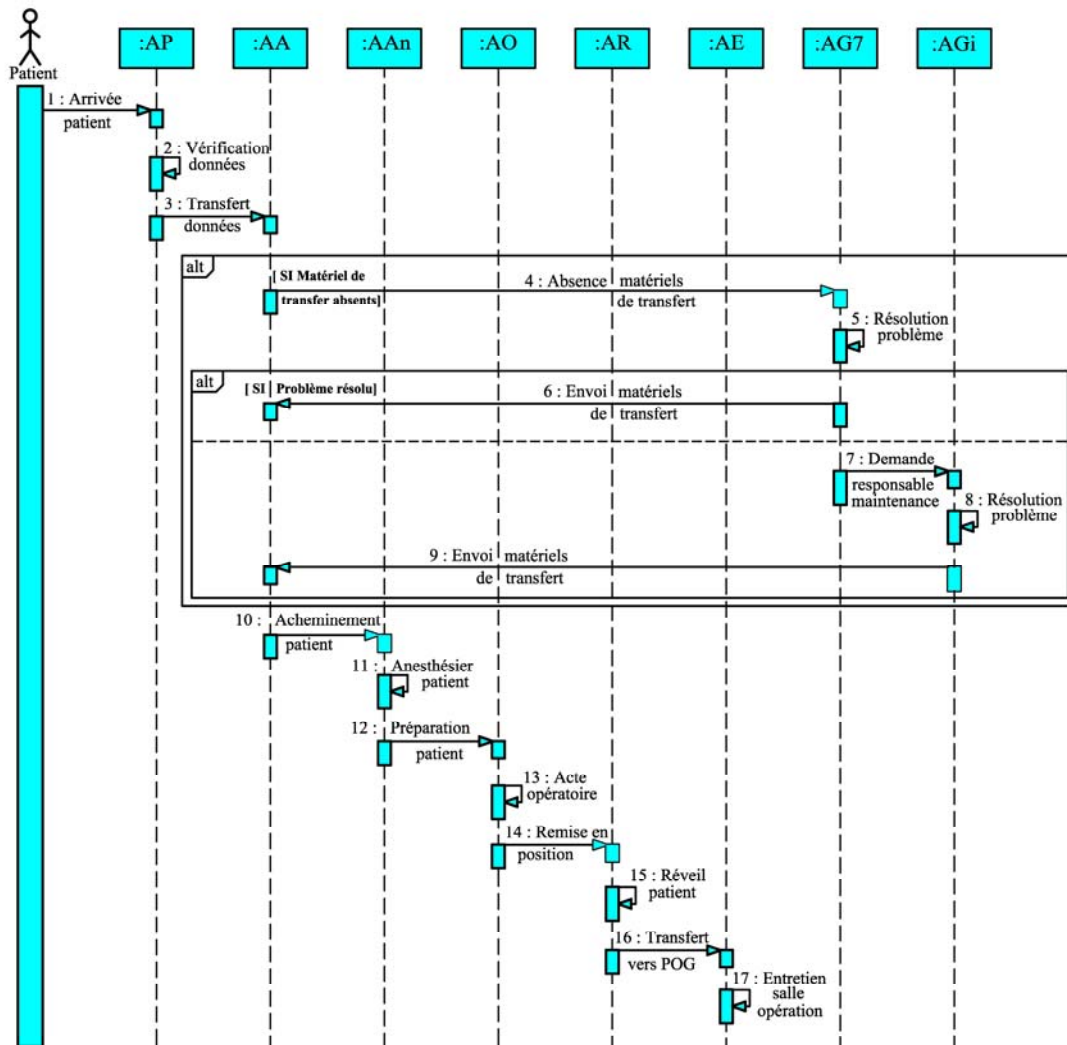 Patient
:AP
:AA
:AAn
:AO
:AR
:AE
:AG7
:AGi
1 : Arrivée
patient
2 : Vérification
données
3 : Transfert
données
alt
[ SI Matériel de
transfer absents]
4 : Absence matériels
de transfert
5 : Résolution
problème
alt
[ SI Problème résolu]
6 : Envoi matériels
de transfert
7 : Demande
responsable
maintenance
8 : Résolution
problème
9 : Envoi matériels
de transfert
10 : Acheminement
patient
11 : Anesthésier
patient
12 : Préparation
patient
13 : Acte
opératoire
14 : Remise en
position
15 : Réveil
patient
16 : Transfert
vers POG
17 : Entretien
salle
opération